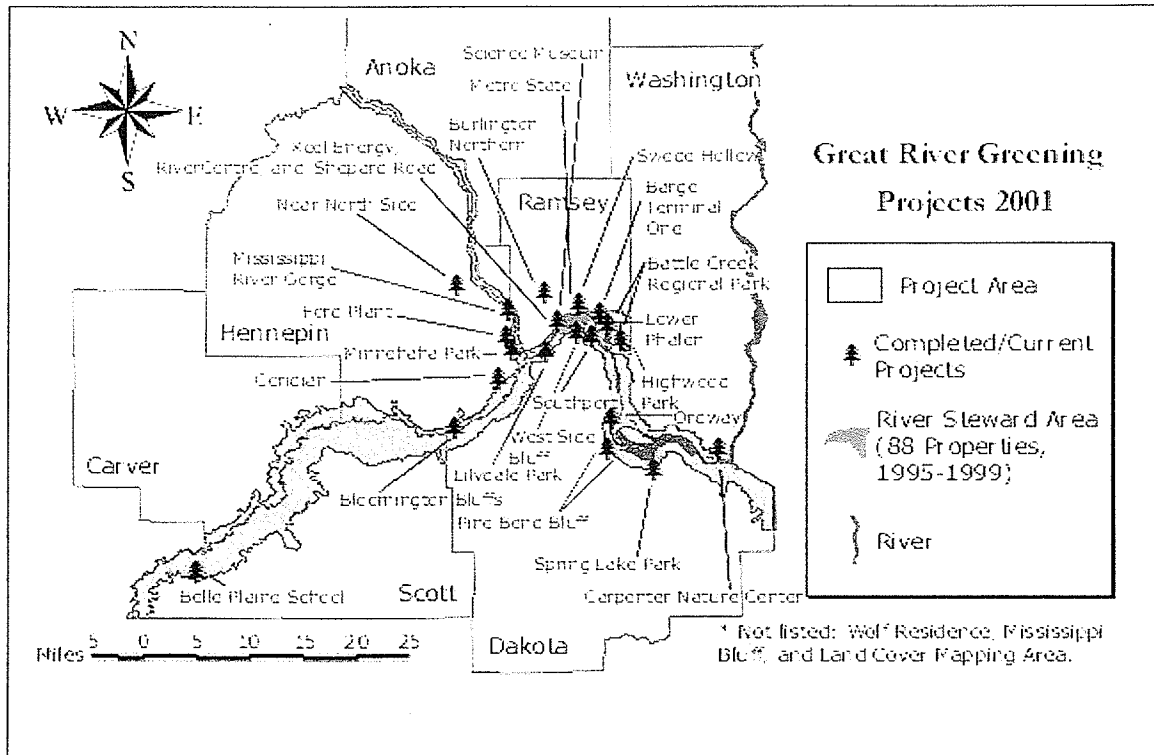 N
W E
S
Anoka
Science Museum
Metro State
Washington
Burlington
Northern
Xcel Energy,
RiverCentre, and Shepard Road
Swede Hollow
Barge
Terminal
One
Near North Side
Ramsey
Mississippi
River Gorge
Battle Creek
Regional Park
Ford Plant
Hennepin
Lower
Phalen
Minnehaha Park
Ceridian
Highwood
Park
Southport
Ordway
West Side
Bluff
Carver
Lilydale Park
Bloomington Bluffs
Pine Bend Bluff
Spring Lake Park
Belle Plaine School
Scott
Carpenter Nature Center
Dakota
5 0 5 10 15 20 25
Miles
Great River Greening
Projects 2001
Project Area
Completed/Current
Projects
River Steward Area
(88 Properties,
1995-1999)
River
* Not listed: Wolf Residence, Mississippi
Bluff, and Land Cover Mapping Area.